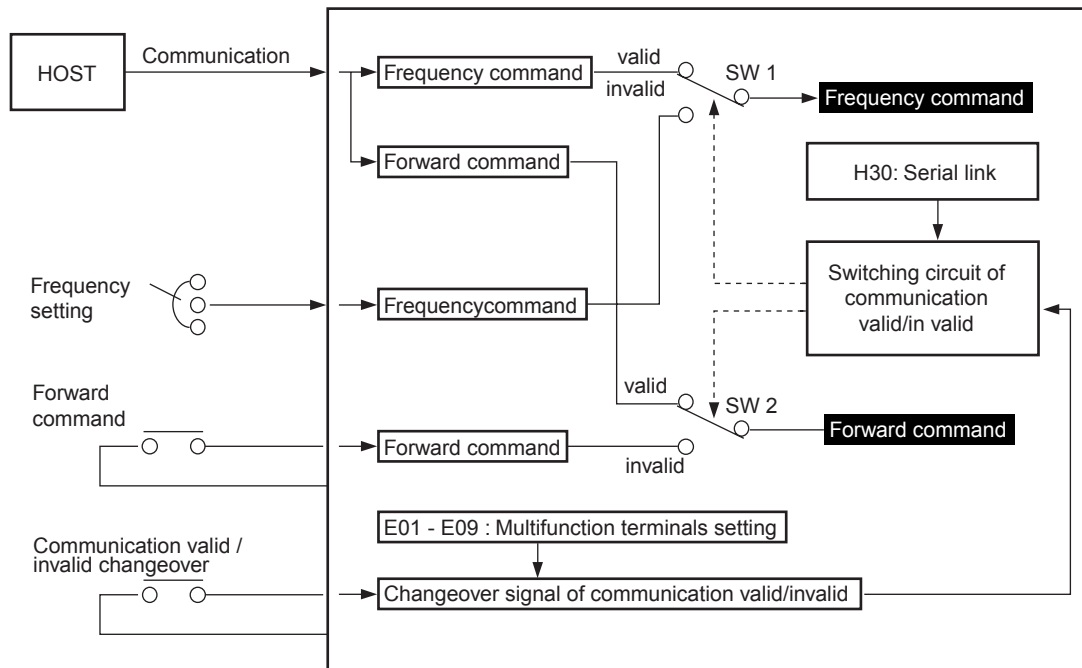 HOST
Communication
Frequency command
valid
invalid
SW 1
Frequency command
Forward command
H30: Serial link
Frequency
setting
Frequencycommand
Switching circuit of
communication
valid/in valid
Forward
command
valid
SW 2
Forward command
Forward command
invalid
E01 - E09 : Multifunction terminals setting
Communication valid /
invalid changeover
Changeover signal of communication valid/invalid